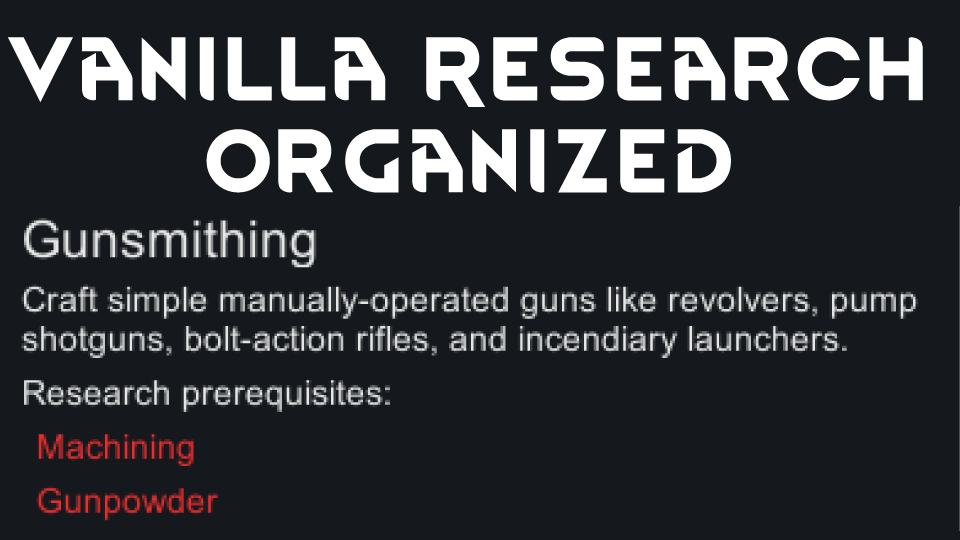 VANILLA RESEARCH
ORGANIZED
Gunsmithing
Craft simple manually-operated guns like revolvers, pump
shotguns, bolt-action rifles, and incendiary launchers.
Research prerequisites:
Machining
Gunpowder